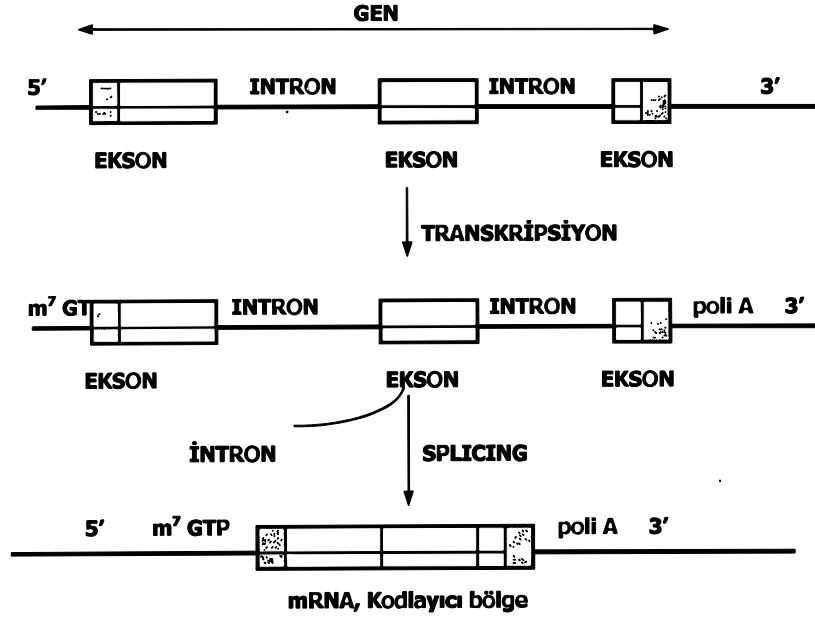 GEN
5′ INTRON INTRON 3′
EKSON EKSON EKSON
TRANSKRİPSİYON
m⁷ GT INTRON INTRON poli A 3′
EKSON EKSON EKSON
İNTRON SPLICING
5′ m⁷ GTP poli A 3′
mRNA, Kodlayıcı bölge